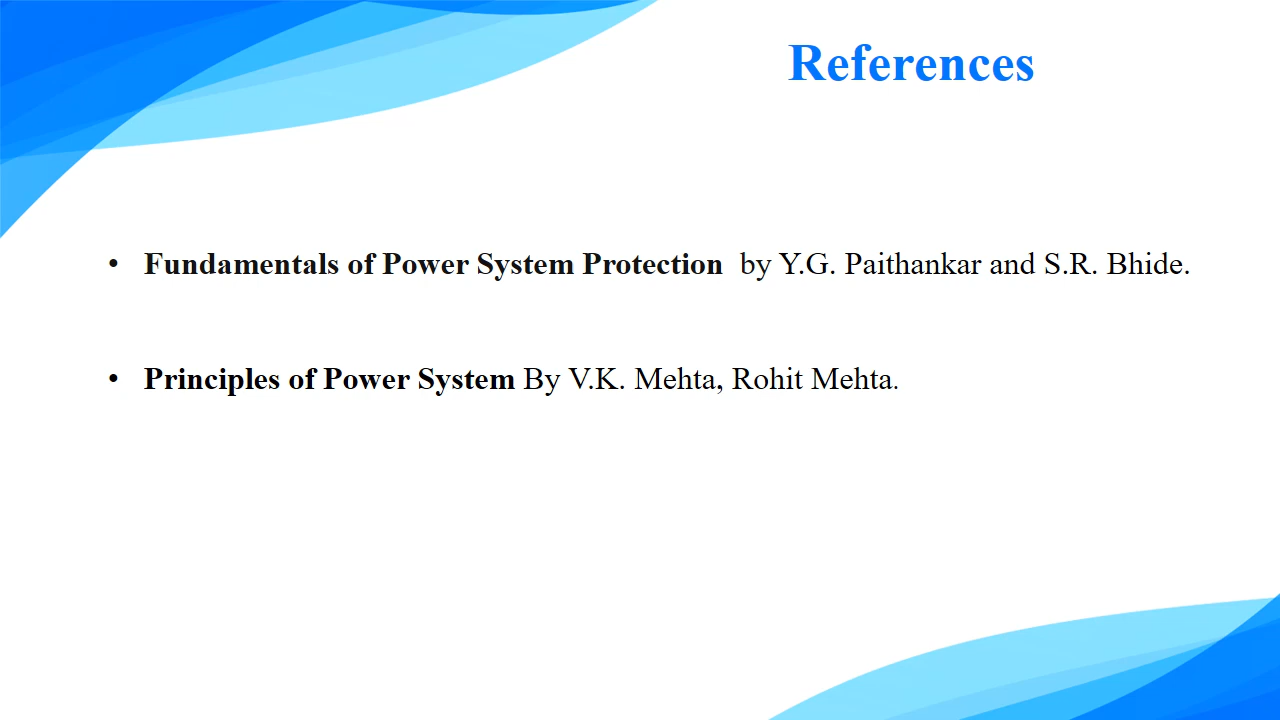 References
• Fundamentals of Power System Protection  by Y.G. Paithankar and S.R. Bhide.
• Principles of Power System By V.K. Mehta, Rohit Mehta.